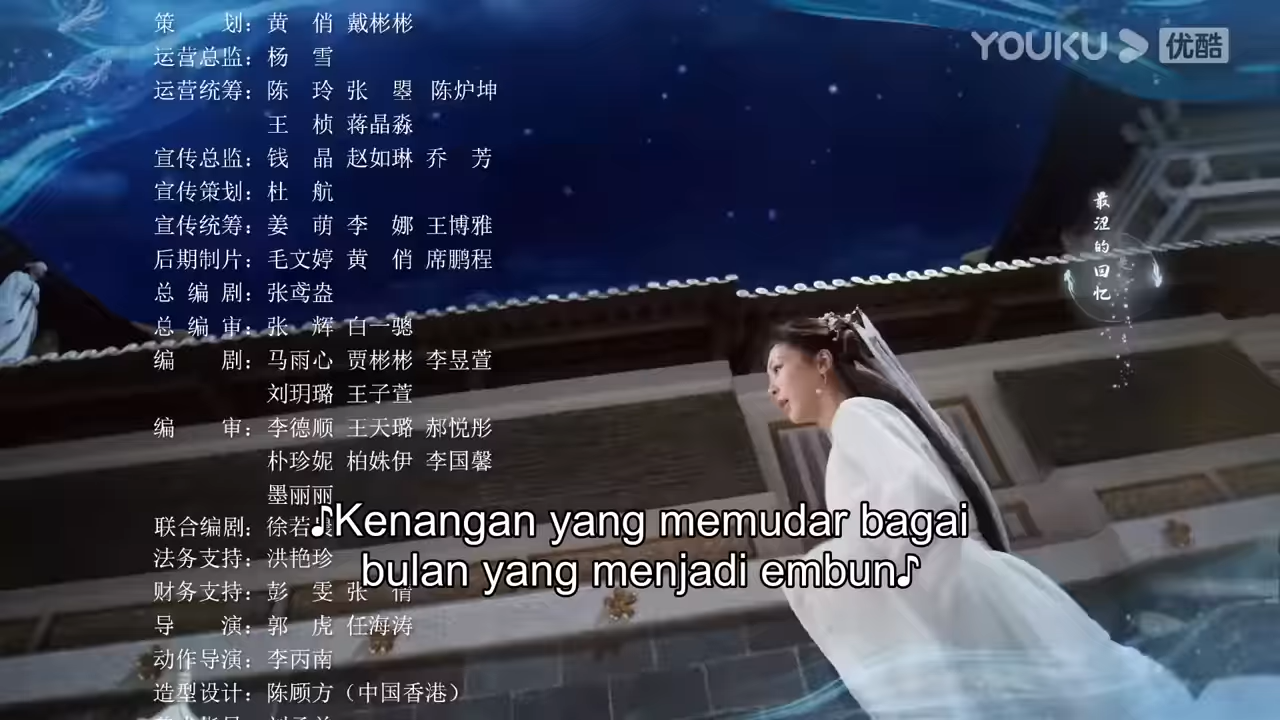 策 划：黄 俏 戴彬彬
运营总监：杨 雪
运营统筹：陈 玲 张 曌 陈炉坤
王 桢 蒋晶淼
宣传总监：钱 晶 赵如琳 乔 芳
宣传策划：杜 航
宣传统筹：姜 萌 李 娜 王博雅
后期制片：毛文婷 黄 俏 席鹏程
总 编 剧：张鸢盎
总 编 审：张 辉 白一骢
编 剧：马雨心 贾彬彬 李昱萱
刘玥璐 王子萱
编 审：李德顺 王天璐 郝悦彤
朴珍妮 柏姝伊 李国馨
墨丽丽
联合编剧：徐若
法务支持：洪艳珍
财务支持：彭 雯 张 倩
导 演：郭 虎 任海涛
动作导演：李丙南
造型设计：陈顾方（中国香港）
YOUKU 优酷
最涩的回忆
♪Kenangan yang memudar bagai
bulan yang menjadi embun♪